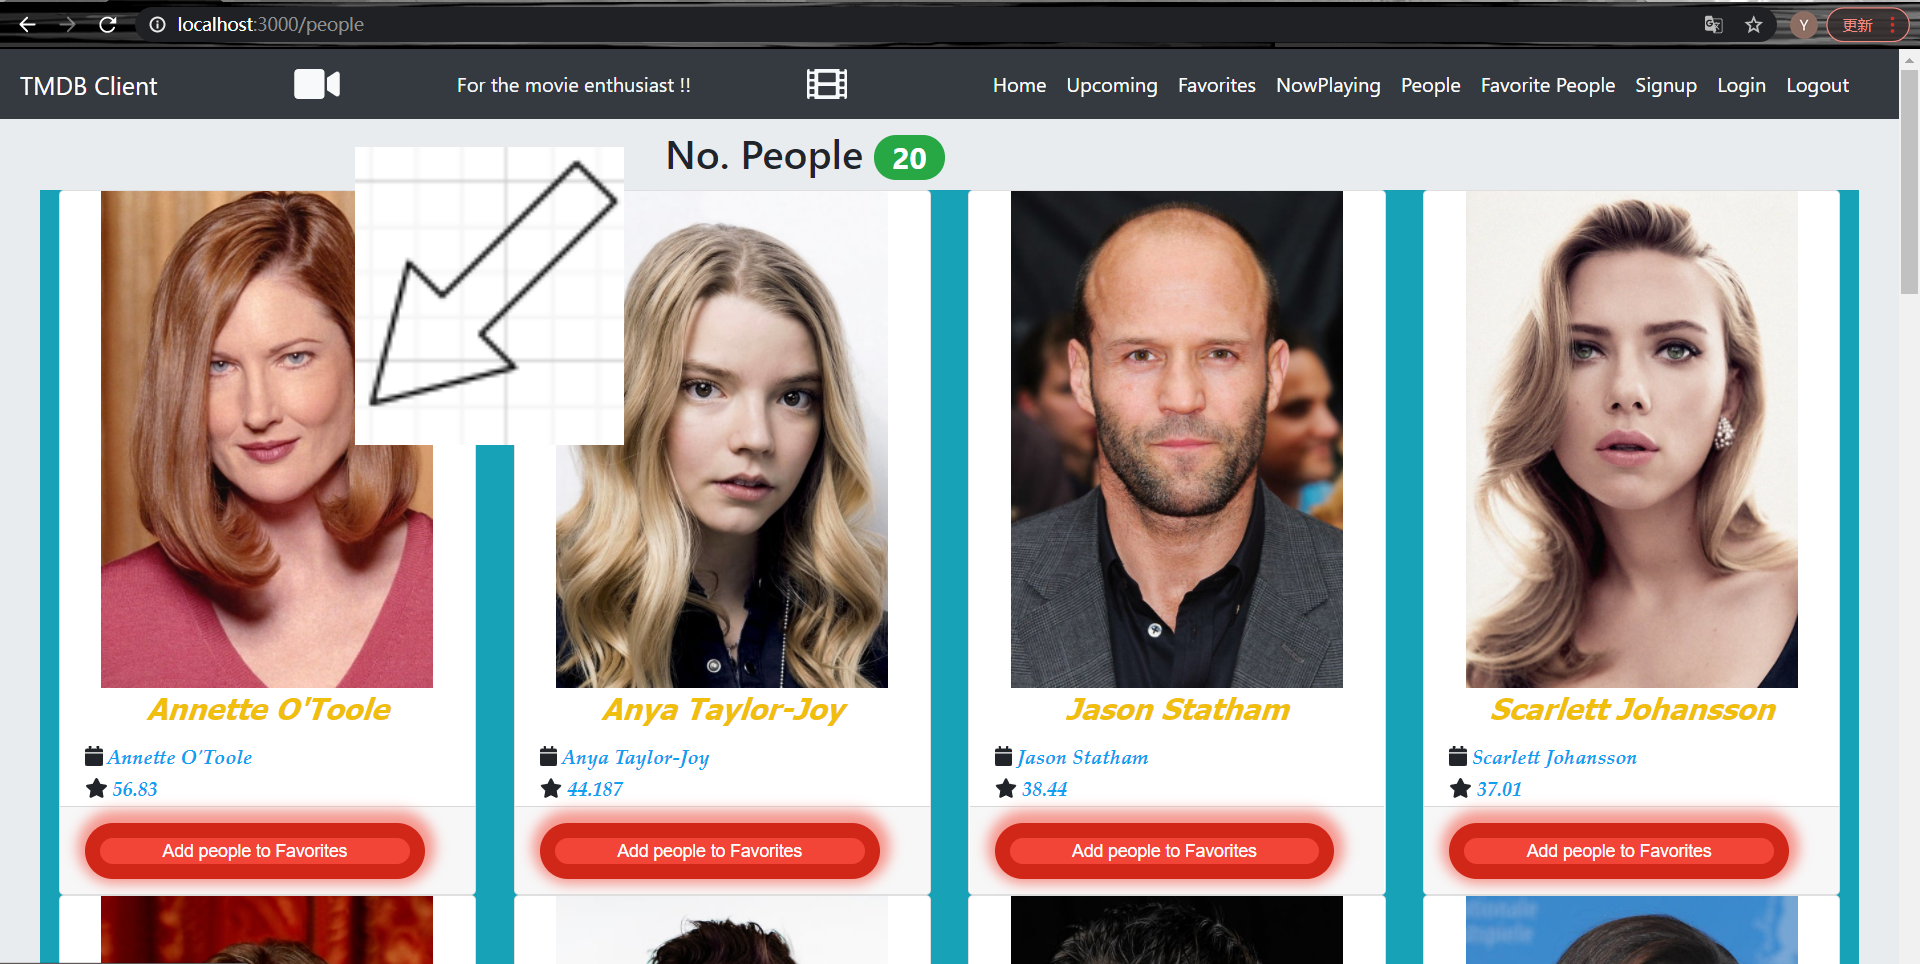 localhost:3000/people
Y
更新
TMDB Client
For the movie enthusiast !!
Home Upcoming Favorites NowPlaying People Favorite People Signup Login Logout
No. People 20
Annette O'Toole
Annette O'Toole
56.83
Add people to Favorites
Anya Taylor-Joy
Anya Taylor-Joy
44.187
Add people to Favorites
Jason Statham
Jason Statham
38.44
Add people to Favorites
Scarlett Johansson
Scarlett Johansson
37.01
Add people to Favorites